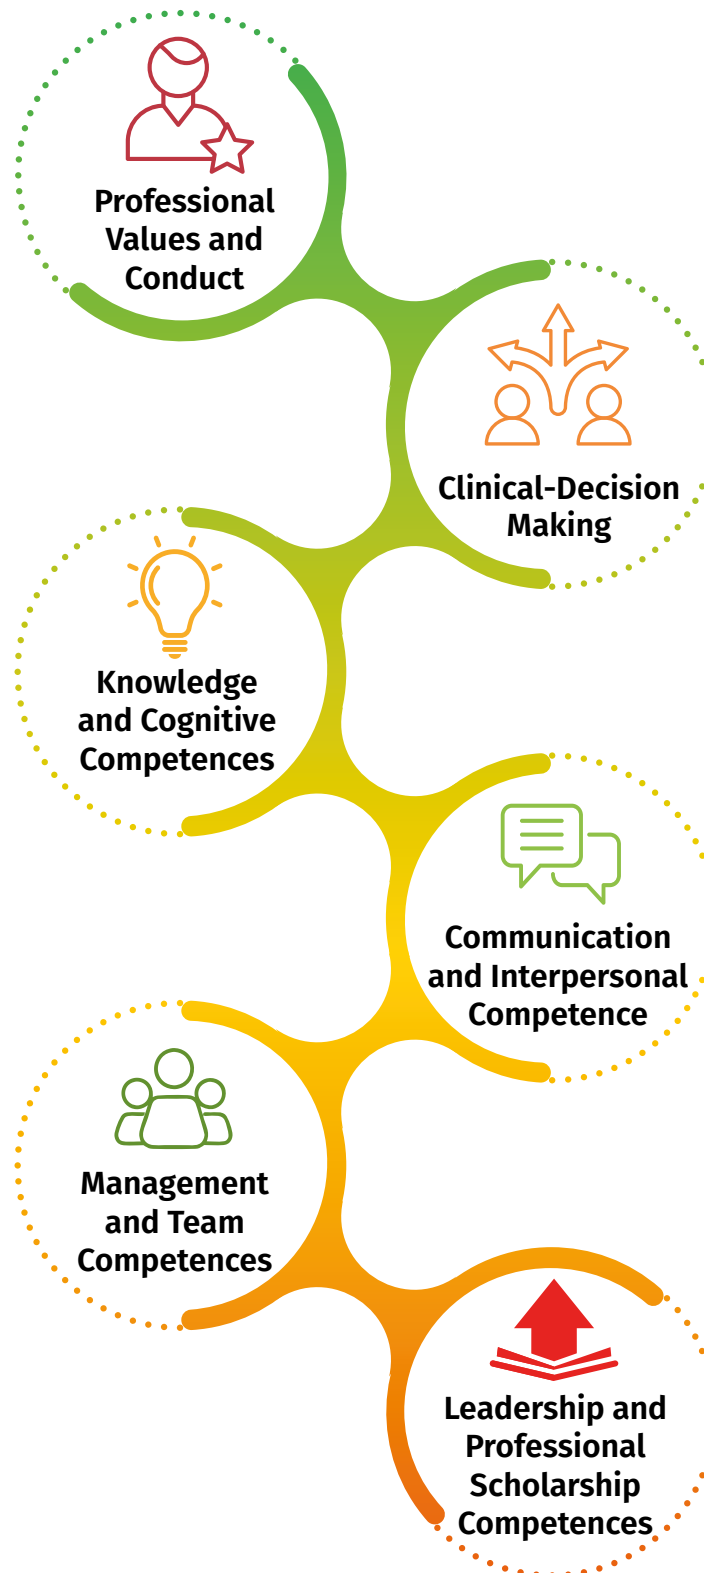 Professional
Values and
Conduct
Clinical-Decision
Making
Knowledge
and Cognitive
Competences
Communication
and Interpersonal
Competence
Management
and Team
Competences
Leadership and
Professional
Scholarship
Competences